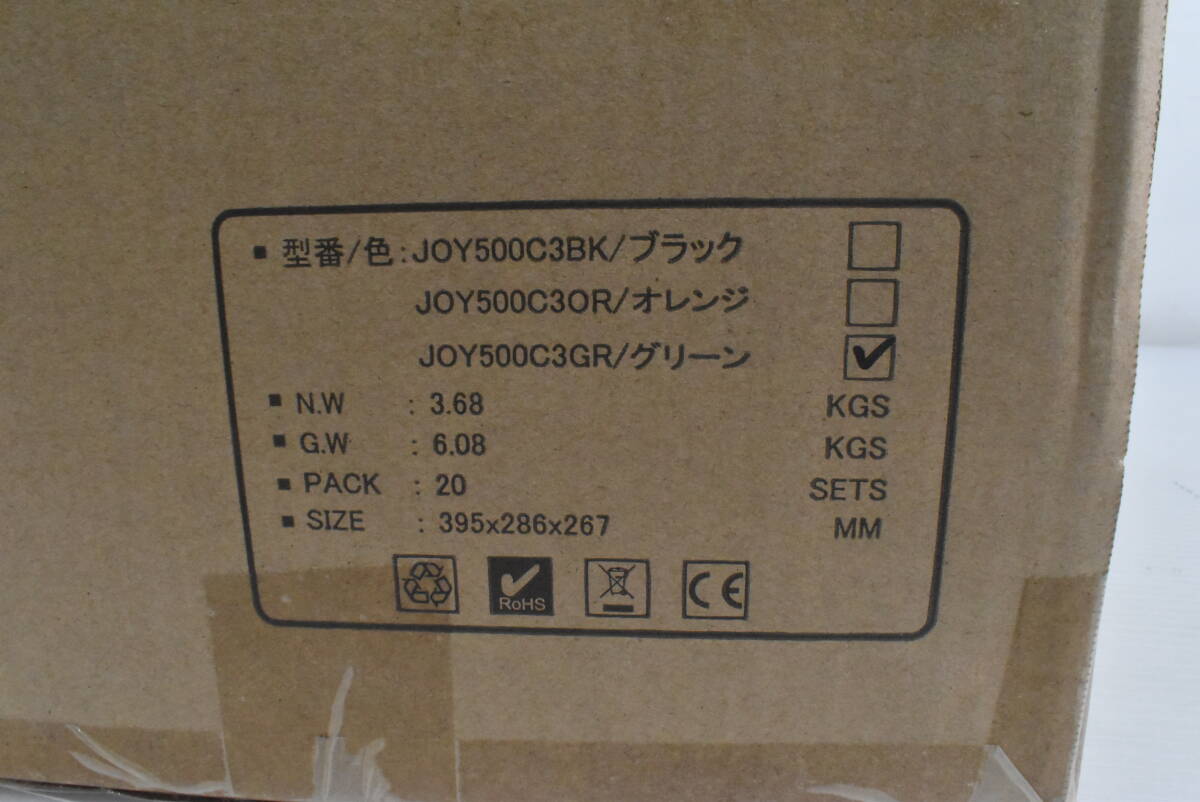 ■ 型番/色:JOY500C3BK/ブラック
JOY500C3OR/オレンジ
JOY500C3GR/グリーン
■ N.W : 3.68 KGS
■ G.W : 6.08 KGS
■ PACK : 20 SETS
■ SIZE : 395x286x267 MM
RoHS
CE